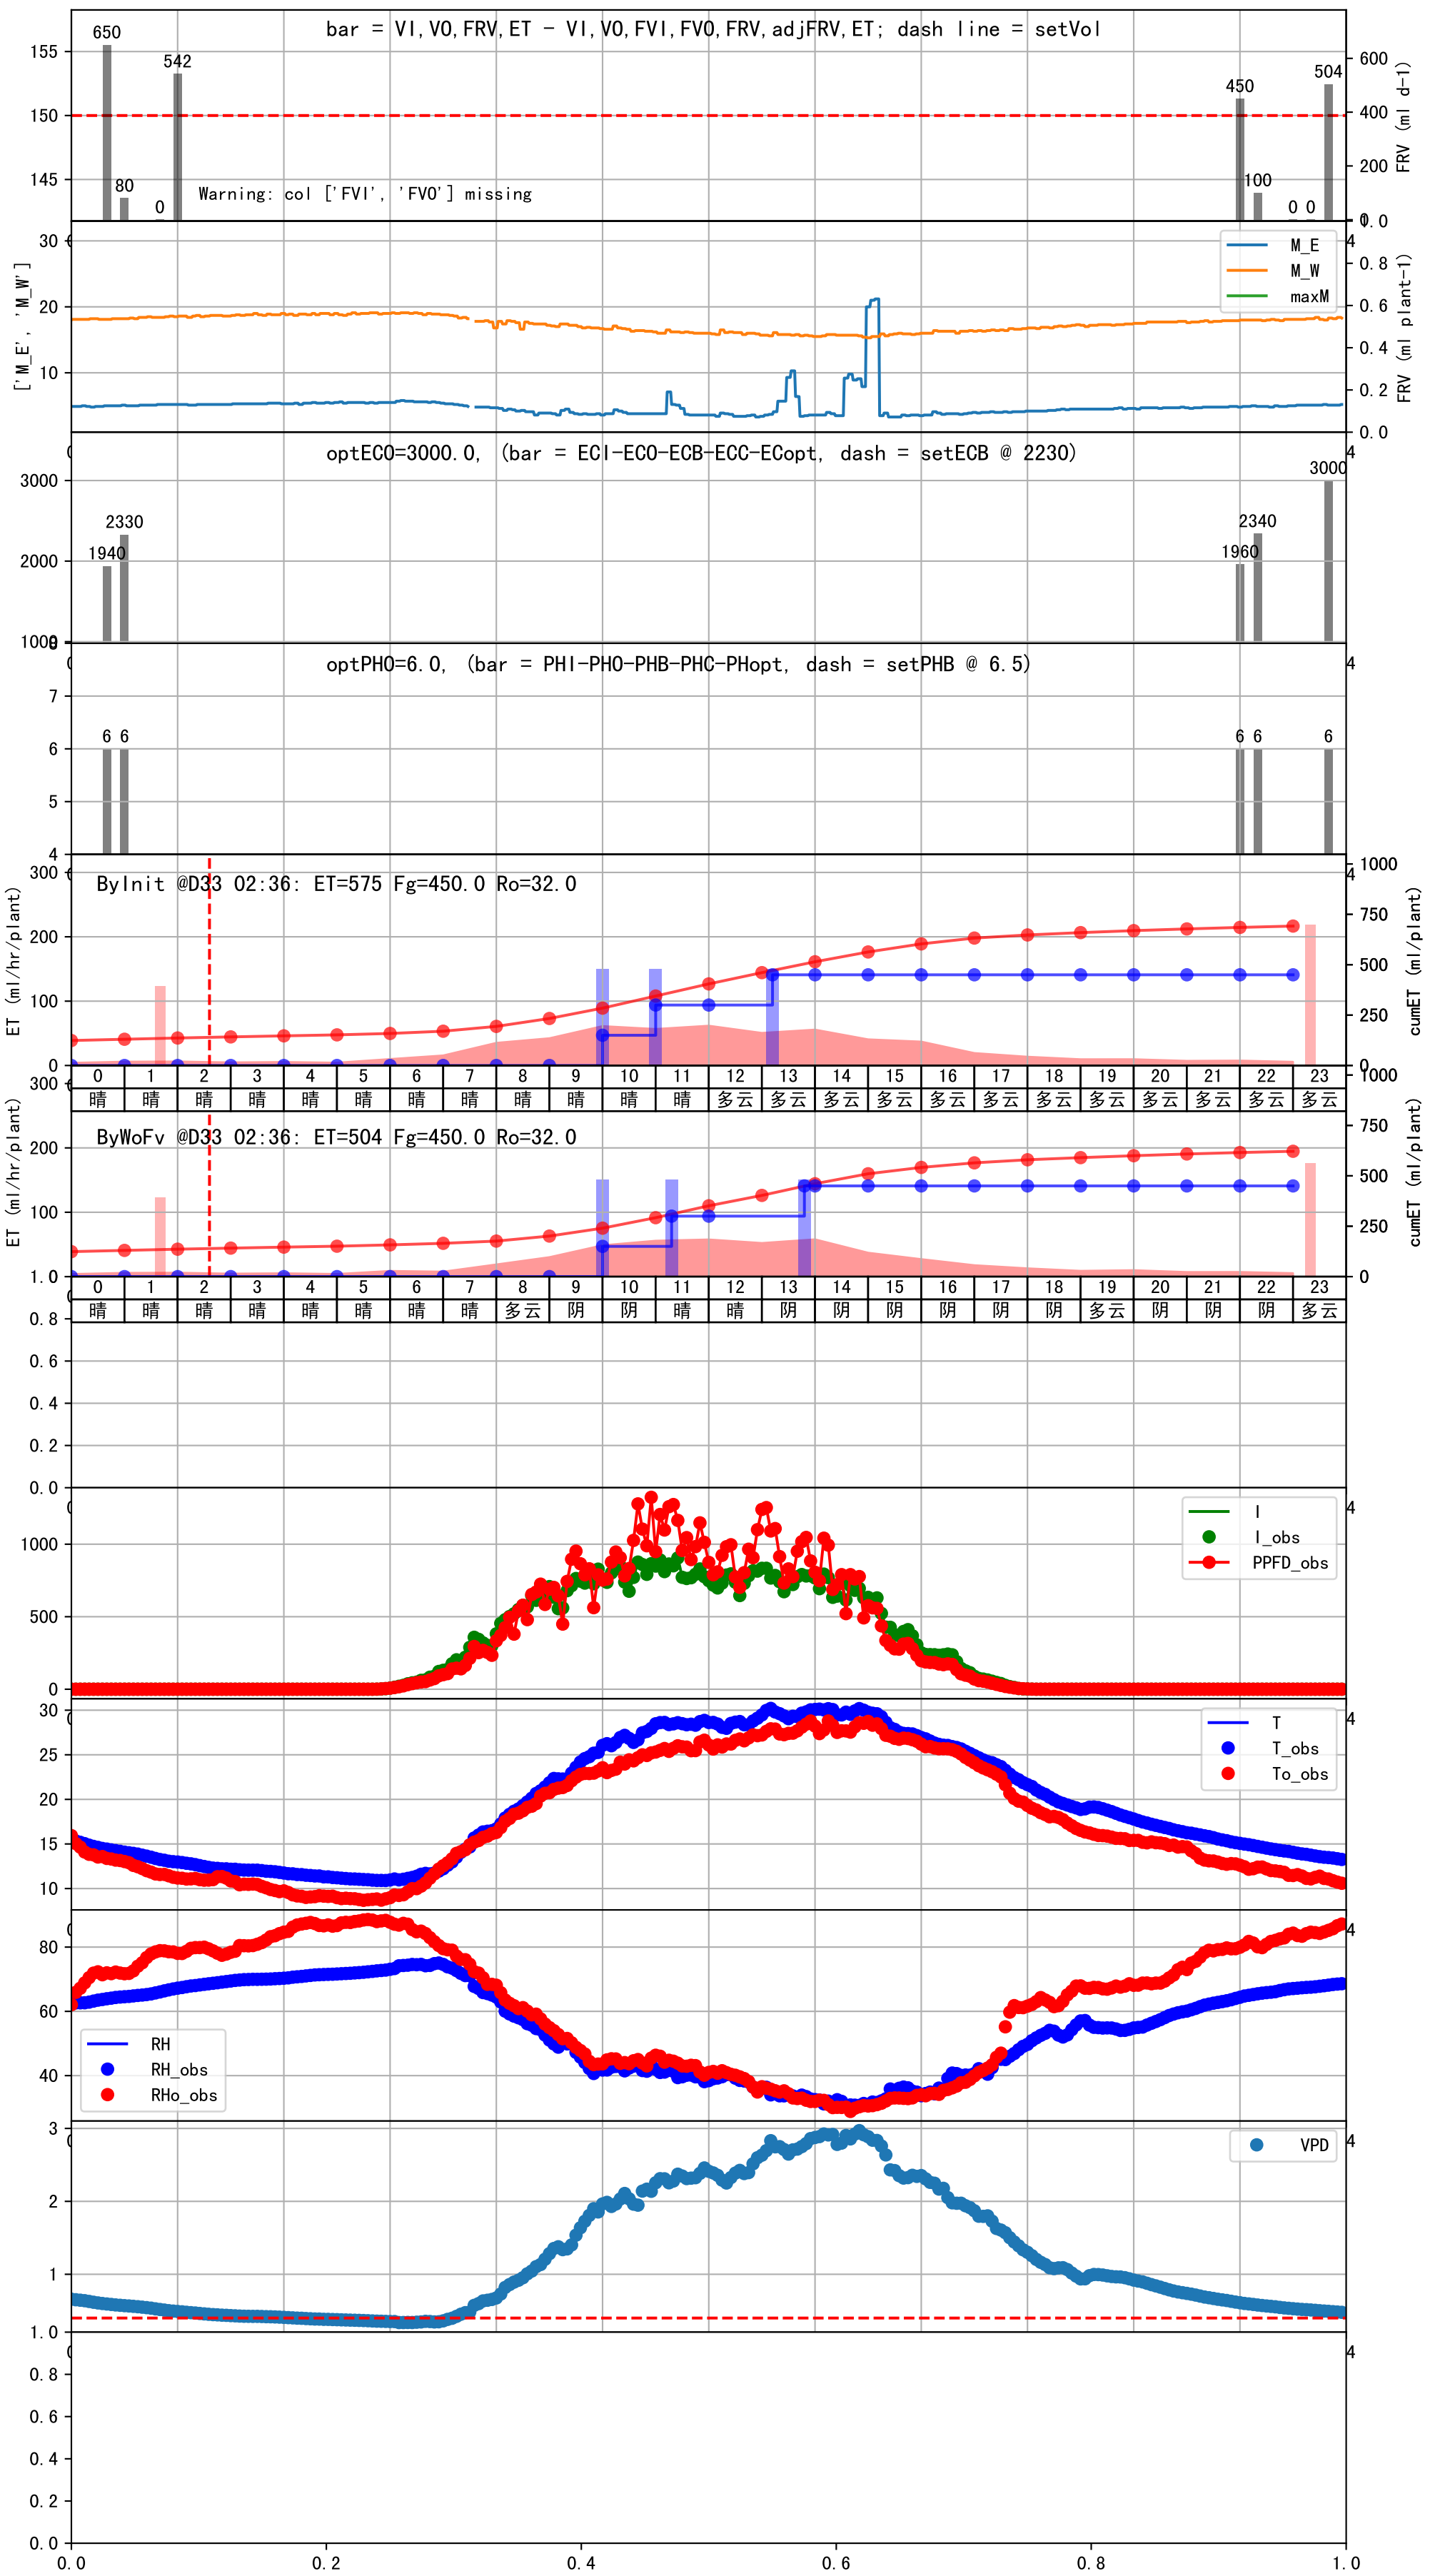 bar = VI,VO,FRV,ET - VI,VO,FVI,FVO,FRV,adjFRV,ET; dash line = setVol
650
80
0
542
450
100
0
0
504
155
150
145
600
400
200
0
FRV (ml d-1)
Warning: col ['FVI', 'FVO'] missing
['M_E', 'M_W']
30
20
10
M_E
M_W
maxM
1.0
0.8
0.6
0.4
0.2
0.0
FRV (ml plant-1)
optECO=3000.0, (bar = ECI-ECO-ECB-ECC-ECopt, dash = setECB @ 2230)
3000
2000
1000
1940
2330
1960
2340
3000
optPHO=6.0, (bar = PHI-PHO-PHB-PHC-PHopt, dash = setPHB @ 6.5)
7
6
5
4
6
6
6
6
6
ByInit @D33 02:36: ET=575 Fg=450.0 Ro=32.0
ET (ml/hr/plant)
300
200
100
0
1000
750
500
250
0
cumET (ml/plant)
0 1 2 3 4 5 6 7 8 9 10 11 12 13 14 15 16 17 18 19 20 21 22 23
晴 晴 晴 晴 晴 晴 晴 晴 晴 晴 晴 晴 多云 多云 多云 多云 多云 多云 多云 多云 多云 多云 多云 多云
ByWoFv @D33 02:36: ET=504 Fg=450.0 Ro=32.0
ET (ml/hr/plant)
300
200
100
1000
750
500
250
0
cumET (ml/plant)
0 1 2 3 4 5 6 7 8 9 10 11 12 13 14 15 16 17 18 19 20 21 22 23
晴 晴 晴 晴 晴 晴 晴 晴 多云 阴 阴 晴 晴 阴 阴 阴 阴 阴 阴 多云 阴 阴 阴 多云
1.0
0.8
0.6
0.4
0.2
0.0
1000
500
0
I
I_obs
PPFD_obs
30
25
20
15
10
T
T_obs
To_obs
80
60
40
RH
RH_obs
RHo_obs
3
2
1
VPD
1.0
0.8
0.6
0.4
0.2
0.0
0.0 0.2 0.4 0.6 0.8 1.0